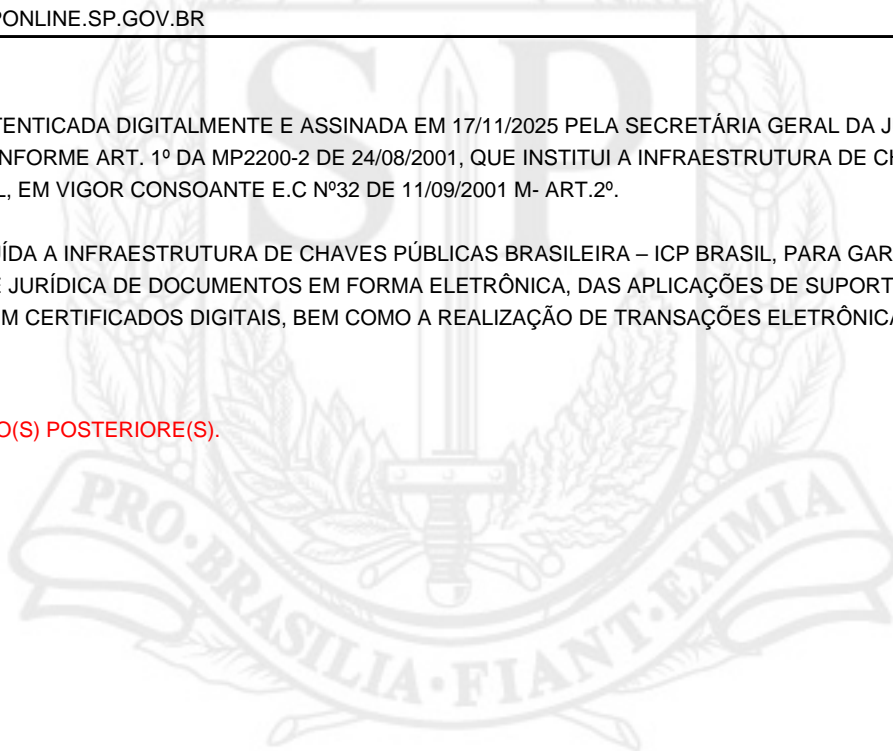 PONLINE.SP.GOV.BR
TENTICADA DIGITALMENTE E ASSINADA EM 17/11/2025 PELA SECRETÁRIA GERAL DA J
NFORME ART. 1º DA MP2200-2 DE 24/08/2001, QUE INSTITUI A INFRAESTRUTURA DE CH
L, EM VIGOR CONSOANTE E.C Nº32 DE 11/09/2001 M- ART.2º.
UÍDA A INFRAESTRUTURA DE CHAVES PÚBLICAS BRASILEIRA – ICP BRASIL, PARA GAR
E JURÍDICA DE DOCUMENTOS EM FORMA ELETRÔNICA, DAS APLICAÇÕES DE SUPORT
EM CERTIFICADOS DIGITAIS, BEM COMO A REALIZAÇÃO DE TRANSAÇÕES ELETRÔNICA
O(S) POSTERIORE(S).
SP
PRO·BRASILIA·FIANT·EXIMIA